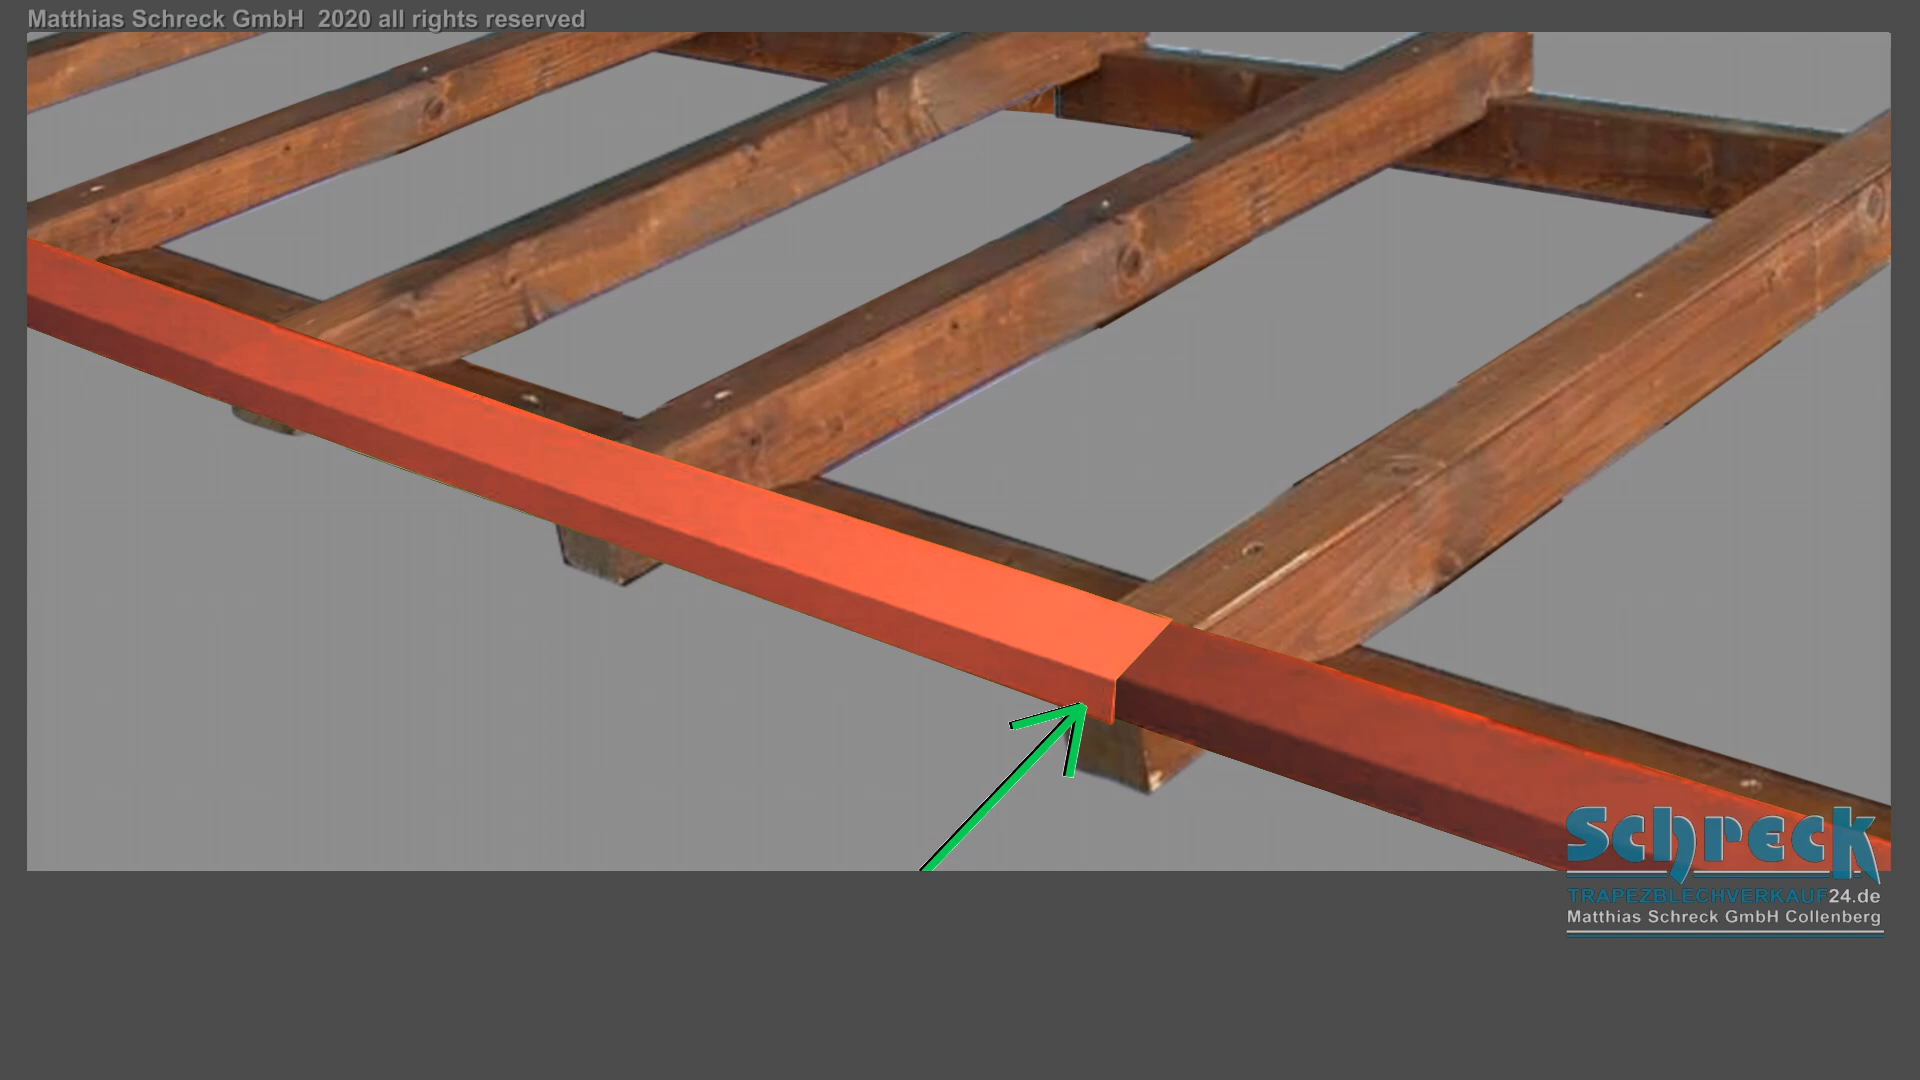 Matthias Schreck GmbH  2020 all rights reserved
Schreck
TRAPEZBLECHVERKAUF24.de
Matthias Schreck GmbH Collenberg